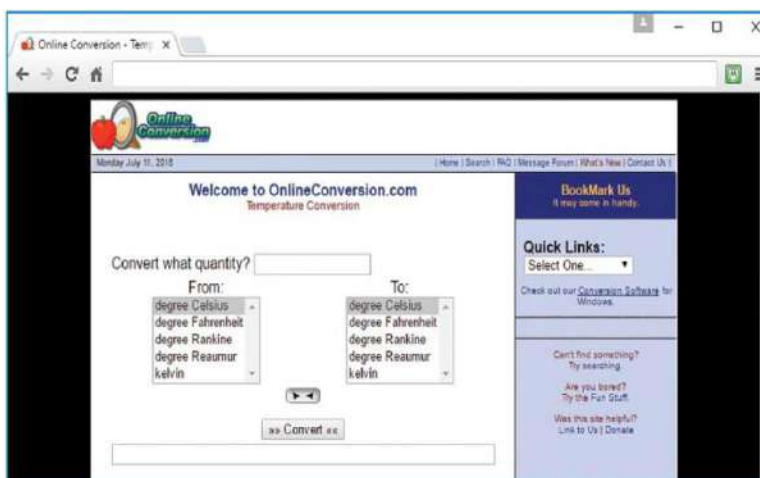 Online Conversion - Temp
Online
Conversion
.com
Monday July 11, 2016
| Home | Search | FAQ | Message Forum | What's New | Contact Us |
Welcome to OnlineConversion.com
Temperature Conversion
Convert what quantity?
From:
degree Celsius
degree Fahrenheit
degree Rankine
degree Reaumur
kelvin
To:
degree Celsius
degree Fahrenheit
degree Rankine
degree Reaumur
kelvin
»» Convert ««
BookMark Us
It may come in handy.
Quick Links:
Select One...
Check out our Conversion Software for
Windows.
Can't find something?
Try searching.
Are you bored?
Try the Fun Stuff.
Was this site helpful?
Link to Us | Donate